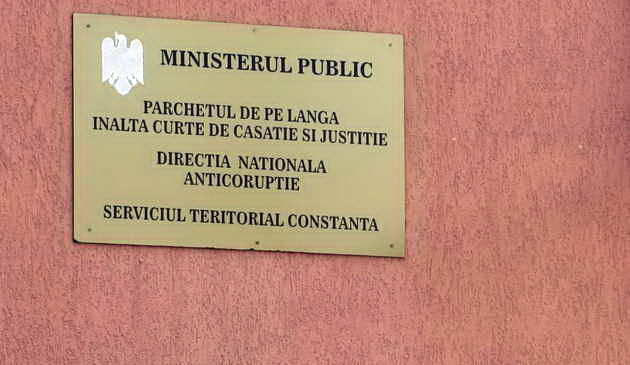 MINISTERUL PUBLIC
PARCHETUL DE PE LANGA
INALTA CURTE DE CASATIE SI JUSTITIE
DIRECTIA NATIONALA
ANTICORUPTIE
SERVICIUL TERITORIAL CONSTANTA